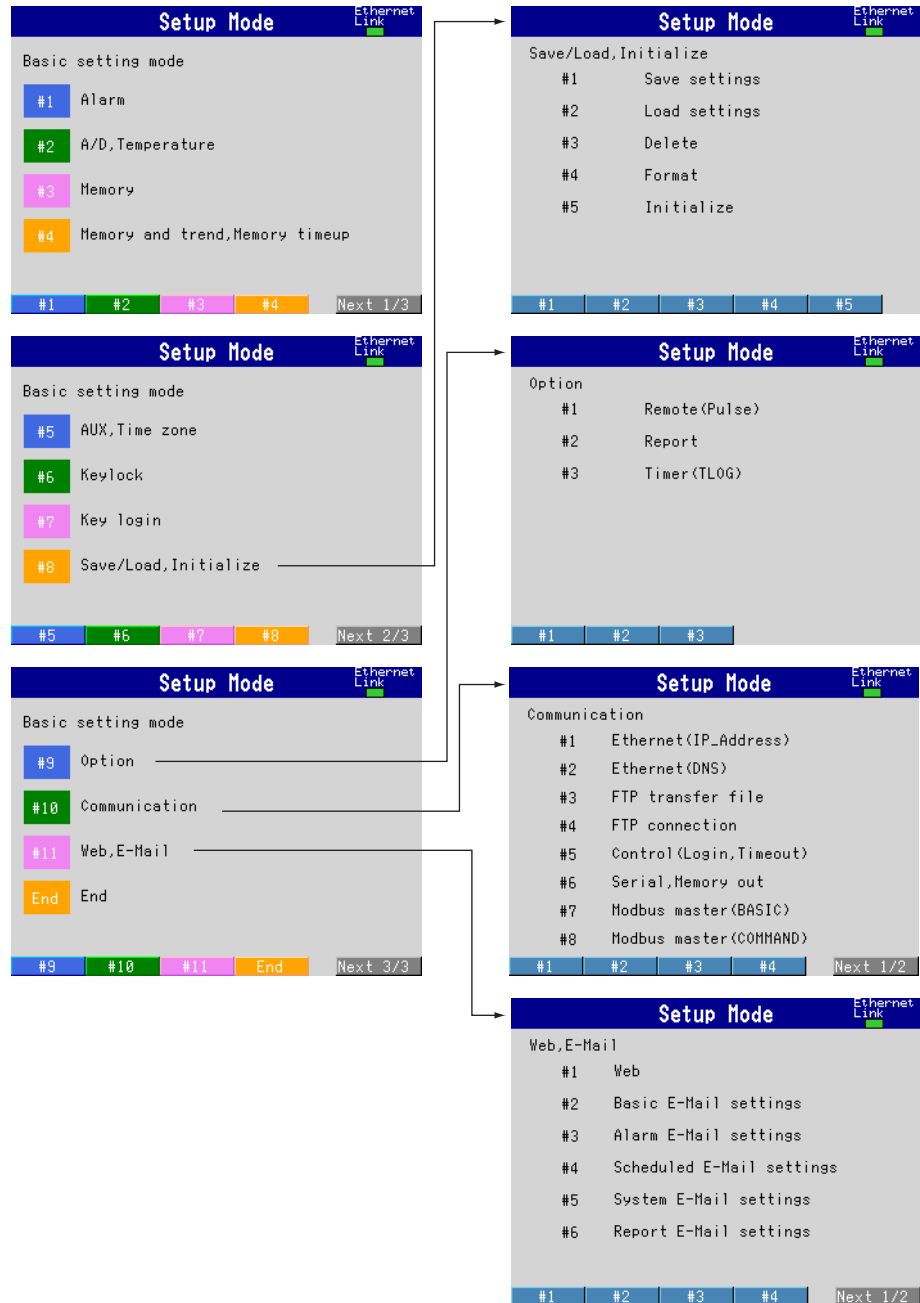 Setup Mode
Ethernet
Link
Basic setting mode
#1 Alarm
#2 A/D,Temperature
#3 Memory
#4 Memory and trend,Memory timeup
#1 #2 #3 #4 Next 1/3
Setup Mode
Ethernet
Link
Save/Load,Initialize
#1 Save settings
#2 Load settings
#3 Delete
#4 Format
#5 Initialize
#1 #2 #3 #4 #5
Setup Mode
Ethernet
Link
Basic setting mode
#5 AUX,Time zone
#6 Keylock
#7 Key login
#8 Save/Load,Initialize
#5 #6 #7 #8 Next 2/3
Setup Mode
Ethernet
Link
Option
#1 Remote(Pulse)
#2 Report
#3 Timer(TLOG)
#1 #2 #3
Setup Mode
Ethernet
Link
Basic setting mode
#9 Option
#10 Communication
#11 Web,E-Mail
End End
#9 #10 #11 End Next 3/3
Setup Mode
Ethernet
Link
Communication
#1 Ethernet(IP_Address)
#2 Ethernet(DNS)
#3 FTP transfer file
#4 FTP connection
#5 Control(Login,Timeout)
#6 Serial,Memory out
#7 Modbus master(BASIC)
#8 Modbus master(COMMAND)
#1 #2 #3 #4 Next 1/2
Setup Mode
Ethernet
Link
Web,E-Mail
#1 Web
#2 Basic E-Mail settings
#3 Alarm E-Mail settings
#4 Scheduled E-Mail settings
#5 System E-Mail settings
#6 Report E-Mail settings
#1 #2 #3 #4 Next 1/2